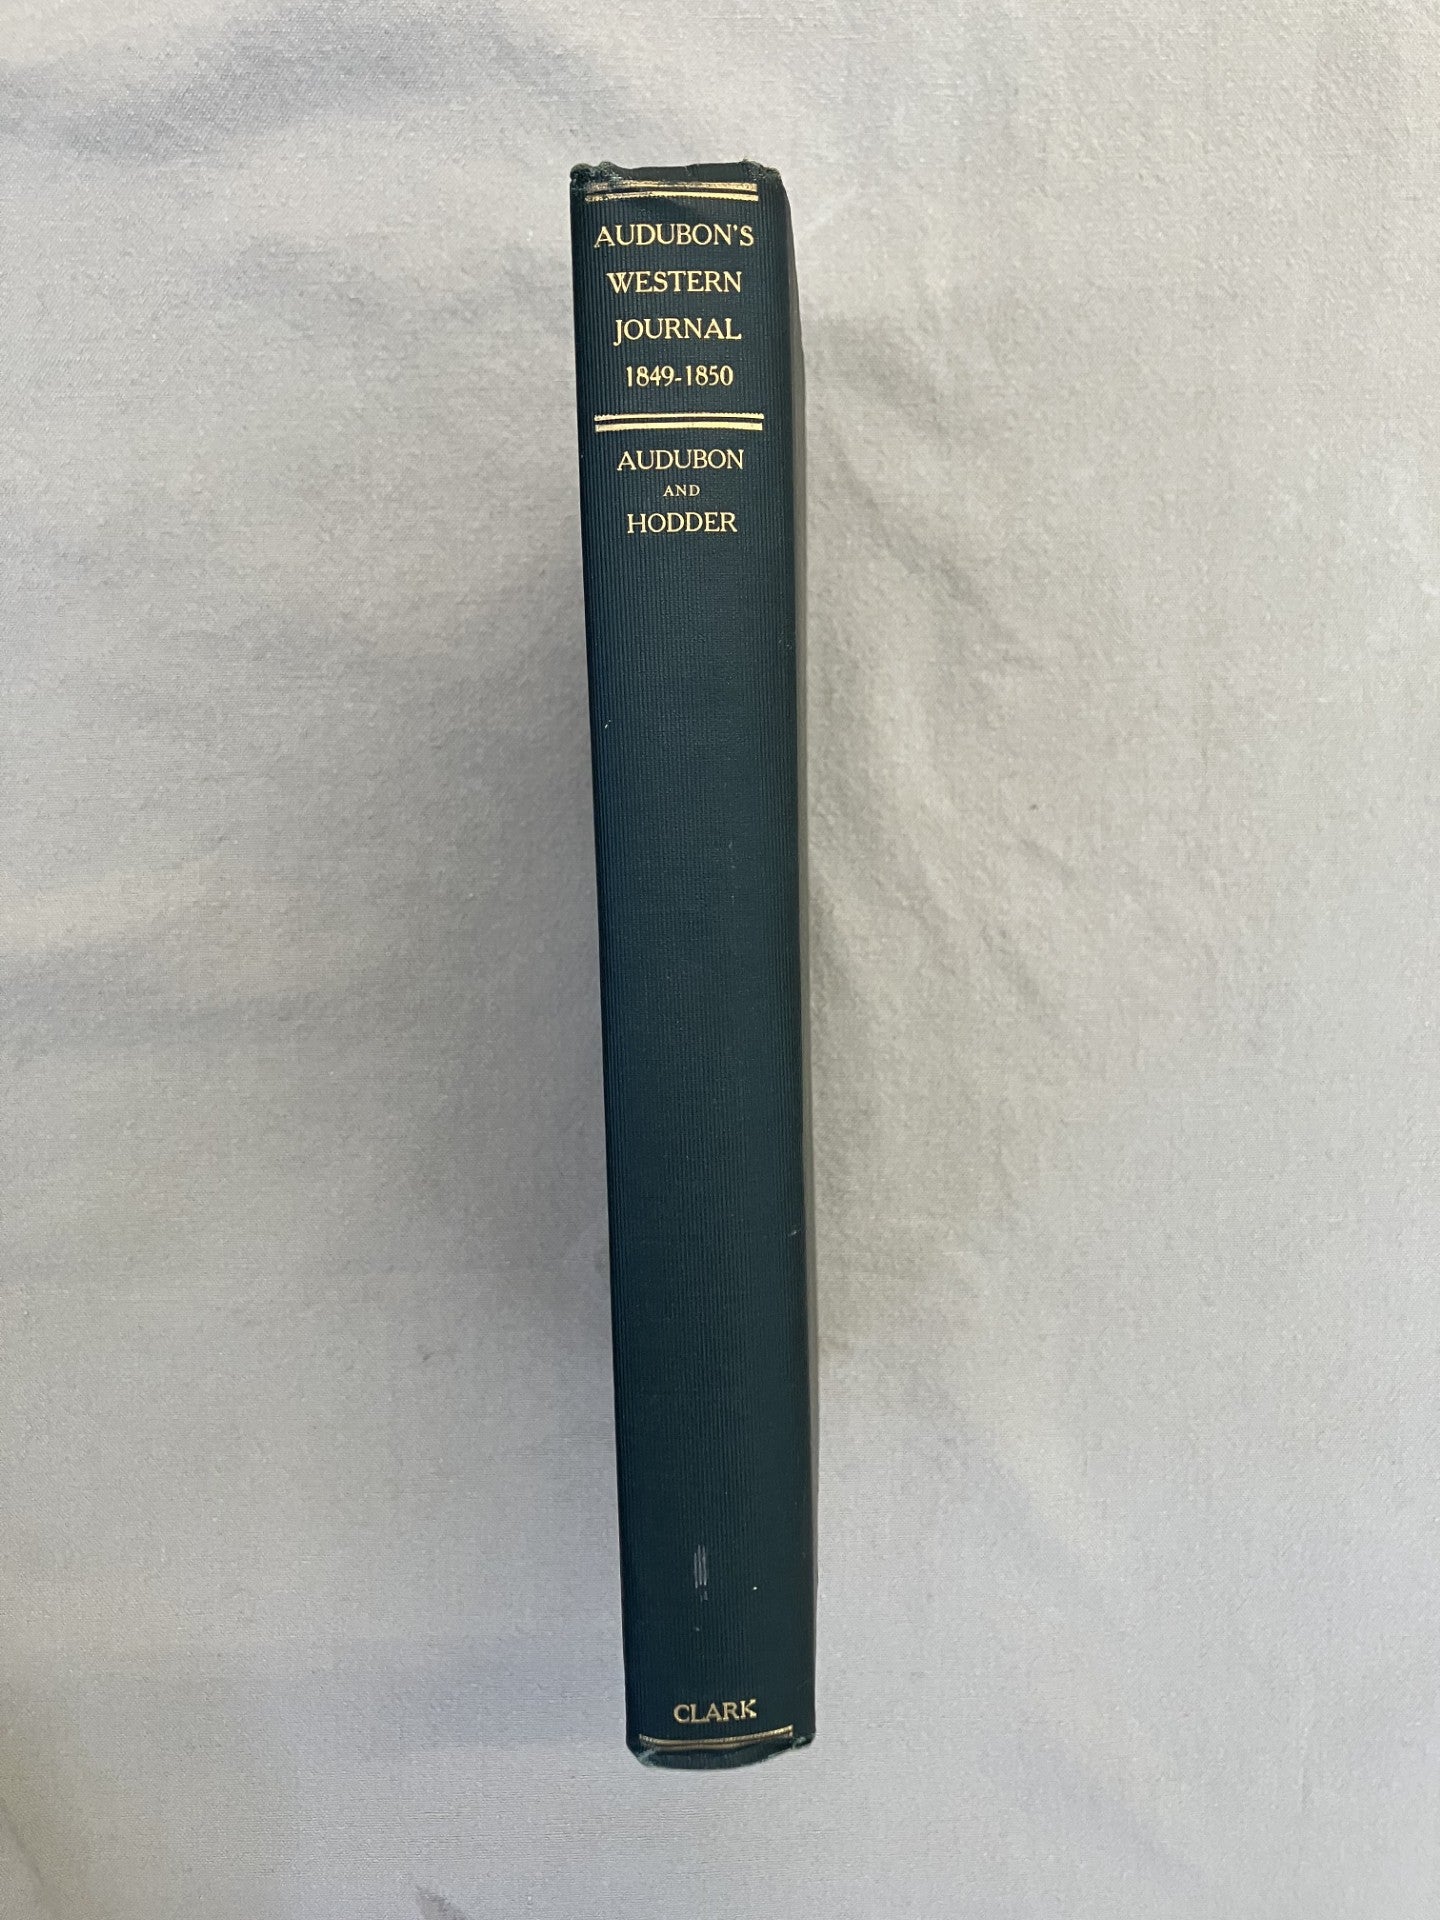 AUDUBON'S
WESTERN
JOURNAL
1849-1850
AUDUBON
AND
HODDER
CLARK